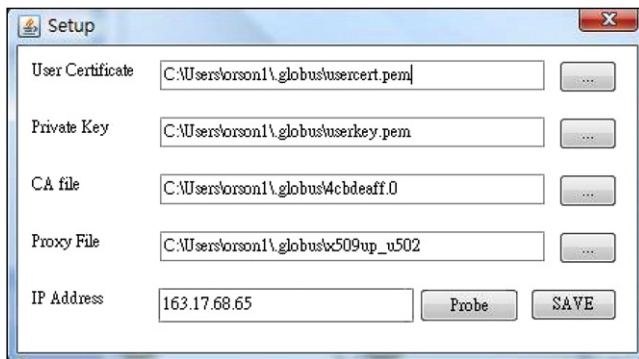 Setup
User Certificate C:\Users\orson1\.globus\usercert.pem ...
Private Key C:\Users\orson1\.globus\userkey.pem ...
CA file C:\Users\orson1\.globus\4cbdeaff.0 ...
Proxy File C:\Users\orson1\.globus\x509up_u502 ...
IP Address 163.17.68.65 Probe SAVE